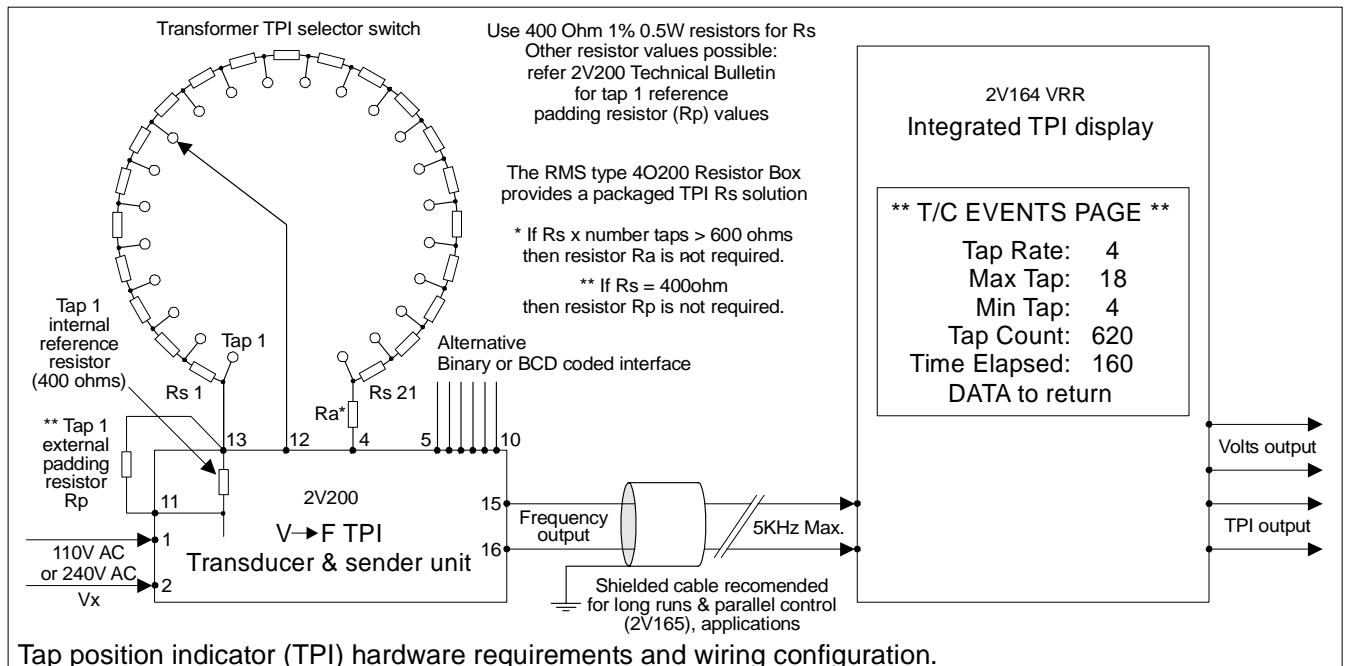 Transformer TPI selector switch
Use 400 Ohm 1% 0.5W resistors for Rs
Other resistor values possible:
refer 2V200 Technical Bulletin
for tap 1 reference
padding resistor (Rp) values
The RMS type 4O200 Resistor Box
provides a packaged TPI Rs solution
* If Rs x number taps > 600 ohms
then resistor Ra is not required.
** If Rs = 400ohm
then resistor Rp is not required.
2V164 VRR
Integrated TPI display
** T/C EVENTS PAGE **
Tap Rate: 4
Max Tap: 18
Min Tap: 4
Tap Count: 620
Time Elapsed: 160
DATA to return
Tap 1
internal
reference
resistor
(400 ohms)
Tap 1
Rs 1
Rs 21
Ra*
Alternative
Binary or BCD coded interface
** Tap 1
external
padding
resistor
Rp
13
12
4
5
10
11
1
2
110V AC
or 240V AC
Vx
2V200
V→F TPI
Transducer & sender unit
15
16
Frequency
output
5KHz Max.
Shielded cable recomended
for long runs & parallel control
(2V165), applications
Volts output
TPI output
Tap position indicator (TPI) hardware requirements and wiring configuration.